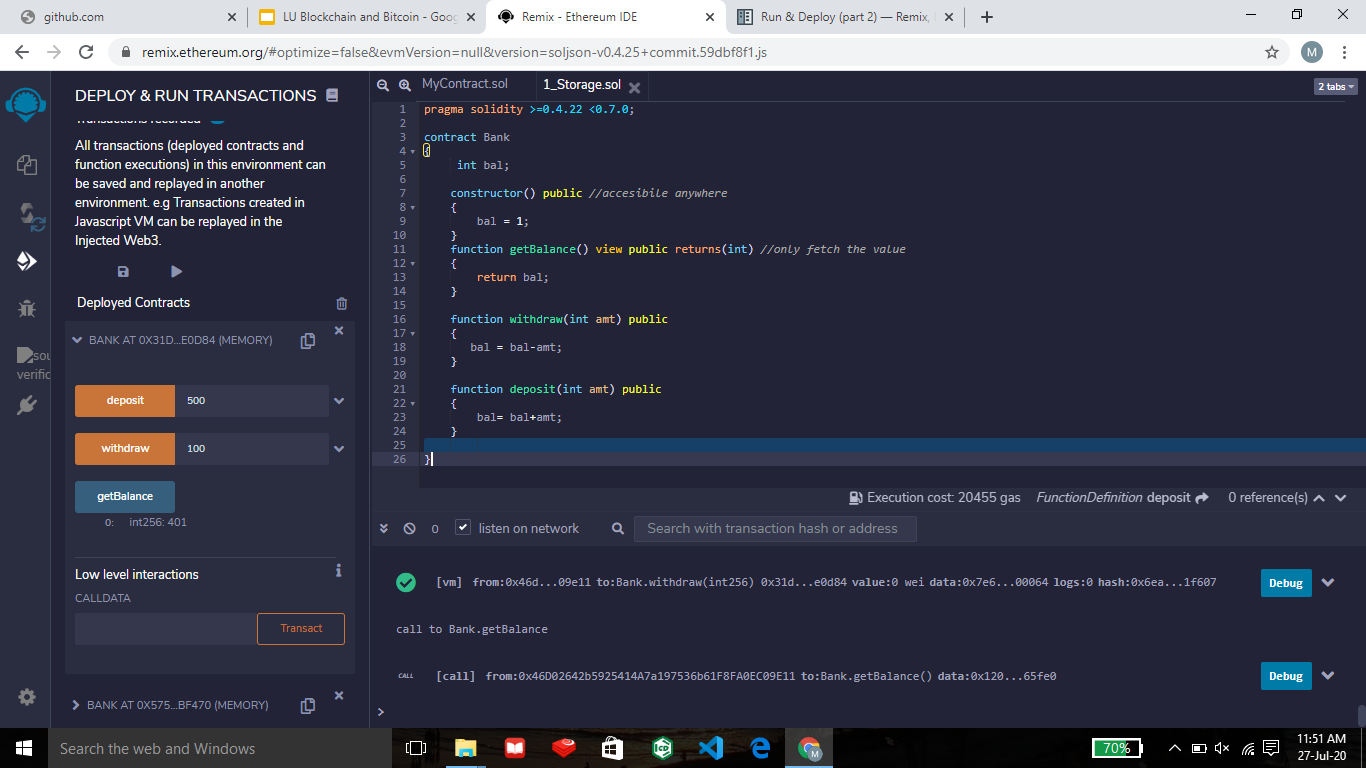 github.com
LU Blockchain and Bitcoin - Goog
Remix - Ethereum IDE
Run & Deploy (part 2) — Remix,
remix.ethereum.org/#optimize=false&evmVersion=null&version=soljson-v0.4.25+commit.59dbf8f1.js
M
DEPLOY & RUN TRANSACTIONS
Transactions recorded
All transactions (deployed contracts and
function executions) in this environment can
be saved and replayed in another
environment. e.g Transactions created in
Javascript VM can be replayed in the
Injected Web3.
Deployed Contracts
BANK AT 0X31D...E0D84 (MEMORY)
deposit 500
withdraw 100
getBalance
0: int256: 401
Low level interactions
CALLDATA
Transact
BANK AT 0X575...BF470 (MEMORY)
sou
verific
MyContract.sol
1_Storage.sol
2 tabs
1 pragma solidity >=0.4.22 <0.7.0;
2
3 contract Bank
4 {
5 int bal;
6
7 constructor() public //accesibile anywhere
8 {
9 bal = 1;
10 }
11 function getBalance() view public returns(int) //only fetch the value
12 {
13 return bal;
14 }
15
16 function withdraw(int amt) public
17 {
18 bal = bal-amt;
19 }
20
21 function deposit(int amt) public
22 {
23 bal= bal+amt;
24 }
25
26 }
Execution cost: 20455 gas FunctionDefinition deposit 0 reference(s)
0 listen on network Search with transaction hash or address
[vm] from:0x46d...09e11 to:Bank.withdraw(int256) 0x31d...e0d84 value:0 wei data:0x7e6...00064 logs:0 hash:0x6ea...1f607 Debug
call to Bank.getBalance
CALL [call] from:0x46D02642b5925414A7a197536b61F8FA0EC09E11 to:Bank.getBalance() data:0x120...65fe0 Debug
>
Search the web and Windows
70%
11:51 AM
27-Jul-20